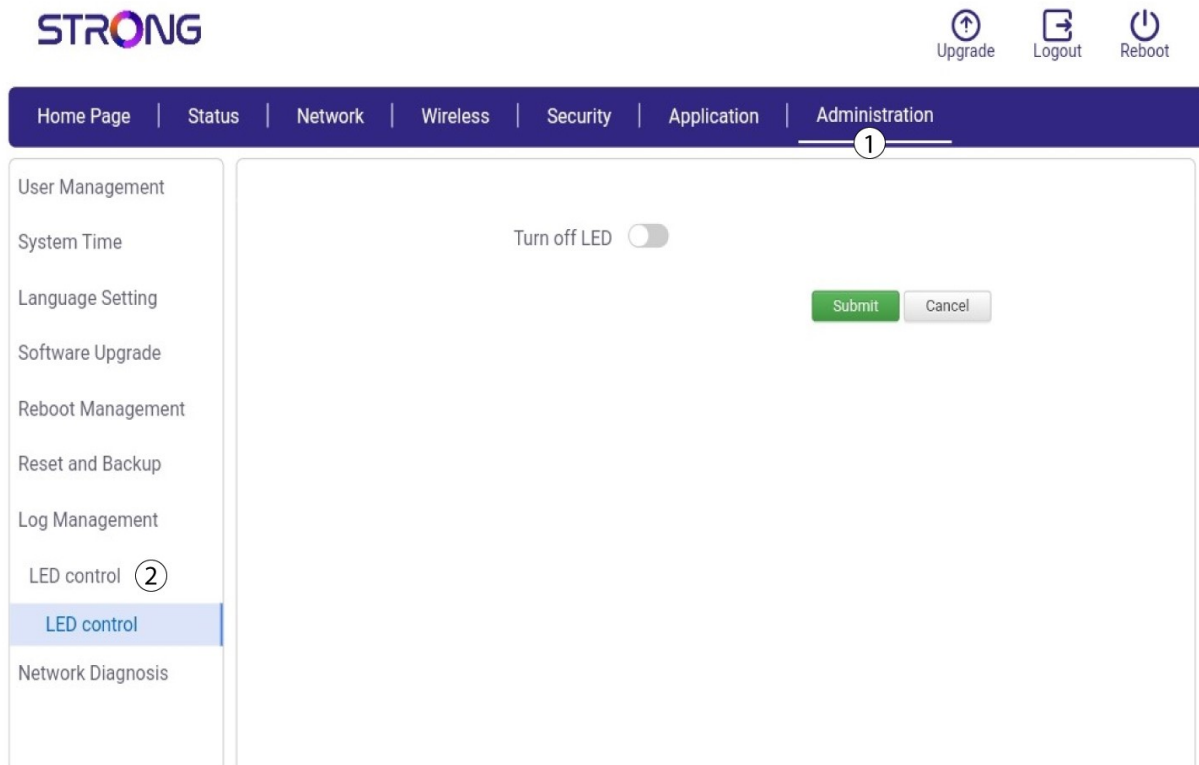 STRONG
Upgrade Logout Reboot
Home Page | Status | Network | Wireless | Security | Application | Administration
1
User Management
System Time
Turn off LED
Language Setting
Submit Cancel
Software Upgrade
Reboot Management
Reset and Backup
Log Management
LED control 2
LED control
Network Diagnosis